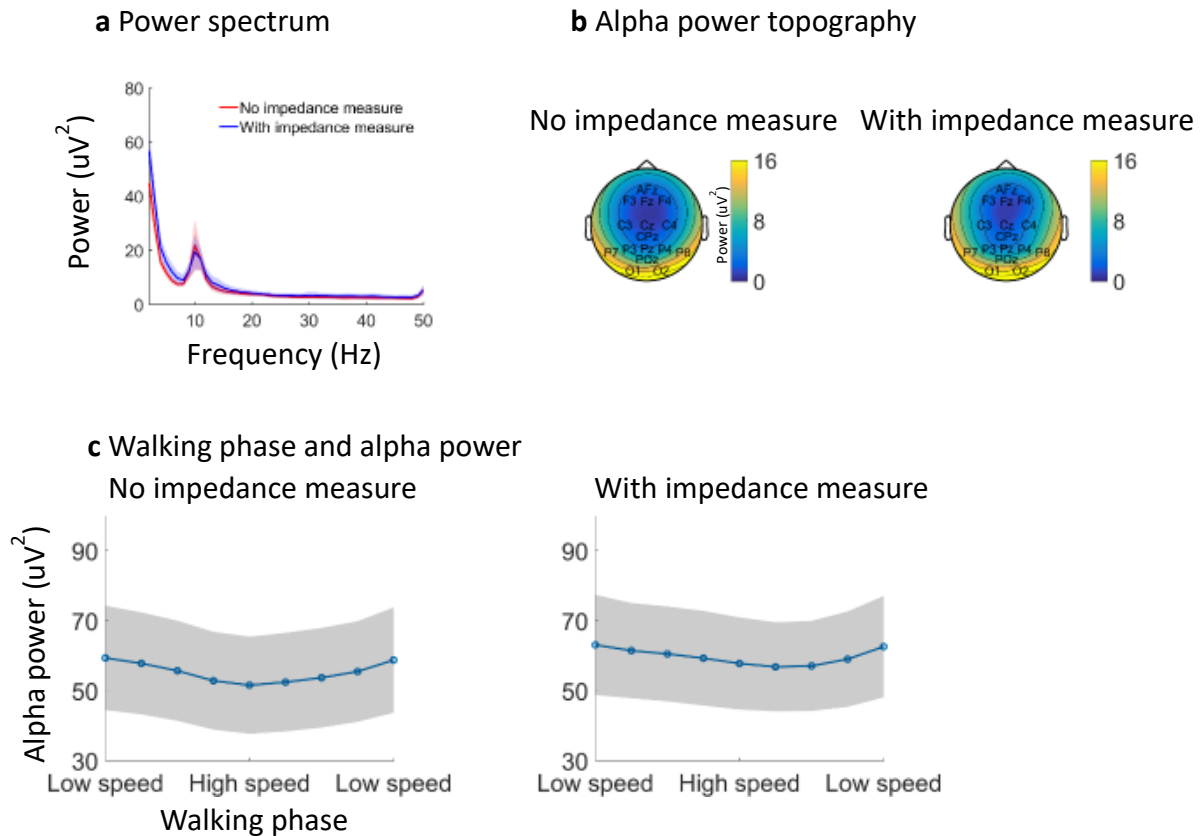 a Power spectrum
80
60
40
20
0
10
20
30
40
50
Power (uV²)
Frequency (Hz)
No impedance measure
With impedance measure
b Alpha power topography
No impedance measure
AFz
F3 Fz F4
C3 Cz C4
CPz
P7 P3 Pz P4 P8
POz
O1 O2
16
8
0
Power (uV²)
With impedance measure
AFz
F3 Fz F4
C3 Cz C4
CPz
P7 P3 Pz P4 P8
POz
O1 O2
16
8
0
c Walking phase and alpha power
No impedance measure
Alpha power (uV²)
90
70
50
30
Low speed High speed Low speed
Walking phase
With impedance measure
90
70
50
30
Low speed High speed Low speed